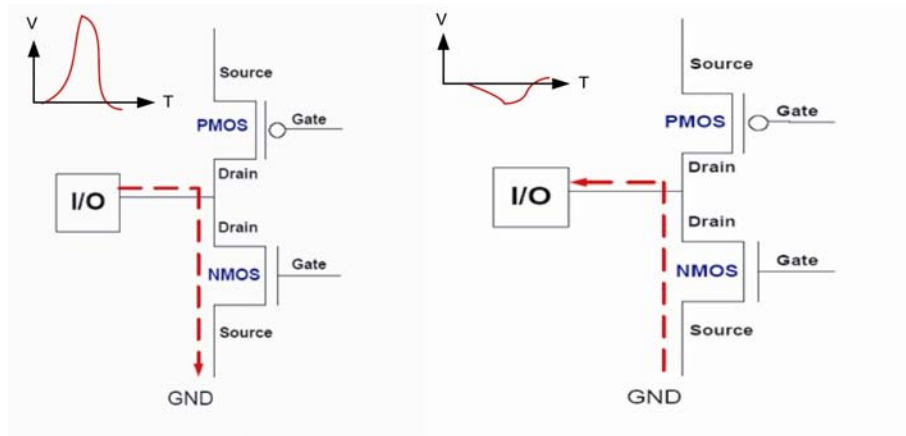 V
T
Source
PMOS
Gate
Drain
I/O
Drain
Gate
NMOS
Source
GND
V
T
Source
Gate
PMOS
Drain
I/O
Drain
Gate
NMOS
Source
GND